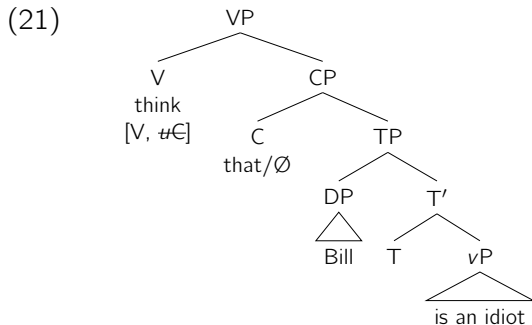 (21)
VP
V CP
think
[V, uC] C TP
that/Ø
DP T′
Bill T vP
is an idiot